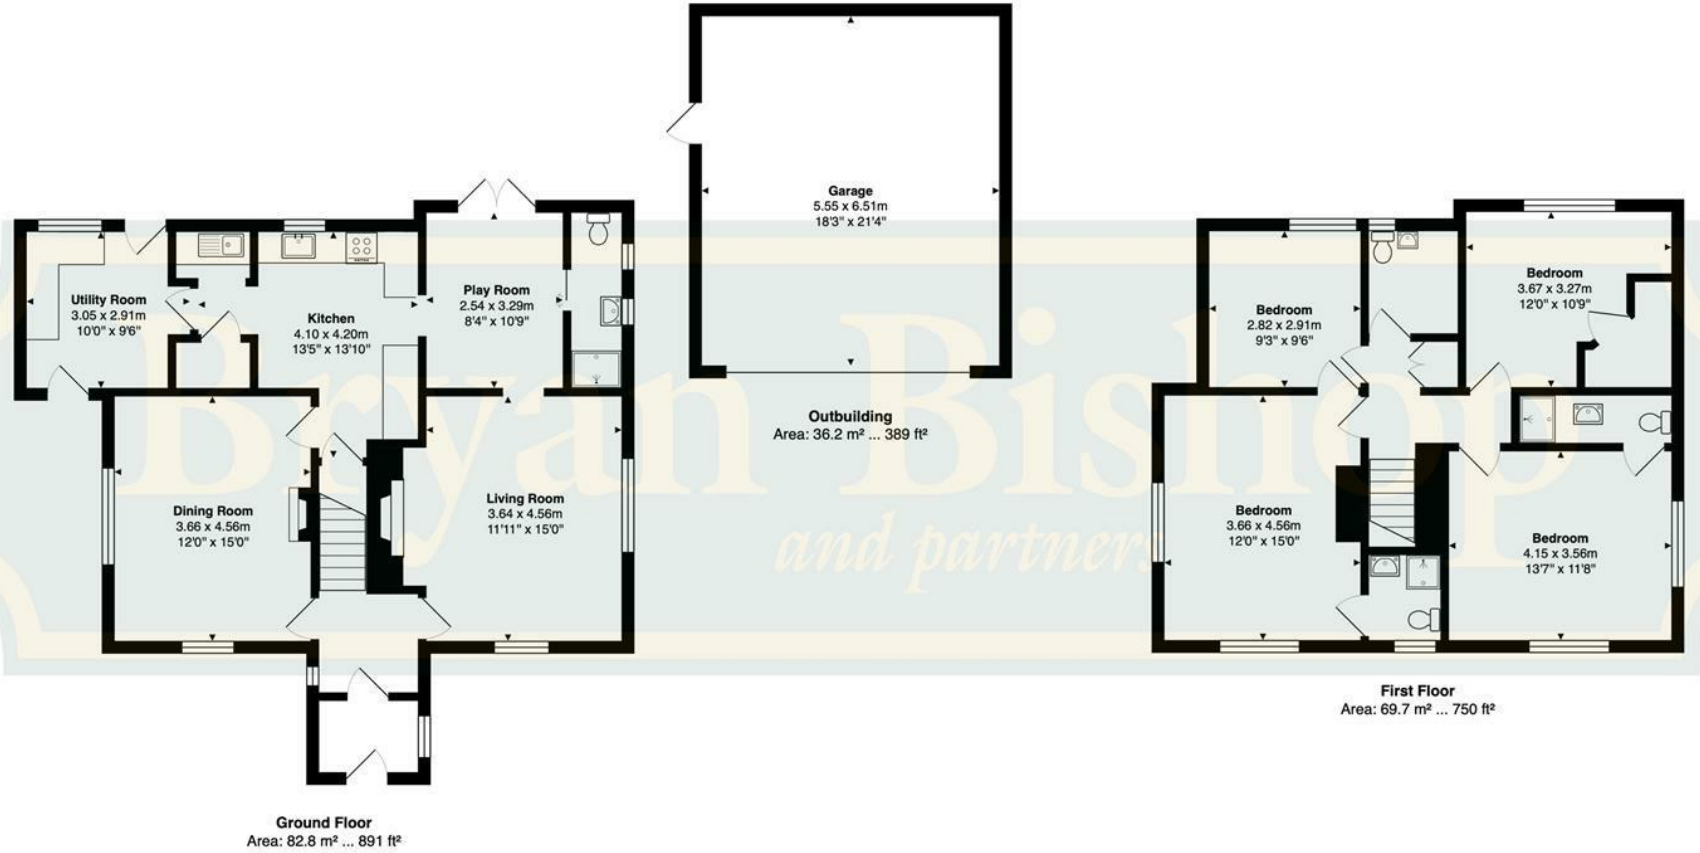 Garage
5.55 x 6.51m
18'3" x 21'4"
Outbuilding
Area: 36.2 m² ... 389 ft²
Utility Room
3.05 x 2.91m
10'0" x 9'6"
Kitchen
4.10 x 4.20m
13'5" x 13'10"
Play Room
2.54 x 3.29m
8'4" x 10'9"
Dining Room
3.66 x 4.56m
12'0" x 15'0"
Living Room
3.64 x 4.56m
11'11" x 15'0"
Ground Floor
Area: 82.8 m² ... 891 ft²
Bedroom
2.82 x 2.91m
9'3" x 9'6"
Bedroom
3.67 x 3.27m
12'0" x 10'9"
Bedroom
3.66 x 4.56m
12'0" x 15'0"
Bedroom
4.15 x 3.56m
13'7" x 11'8"
First Floor
Area: 69.7 m² ... 750 ft²
Bryan Bishop
and partners